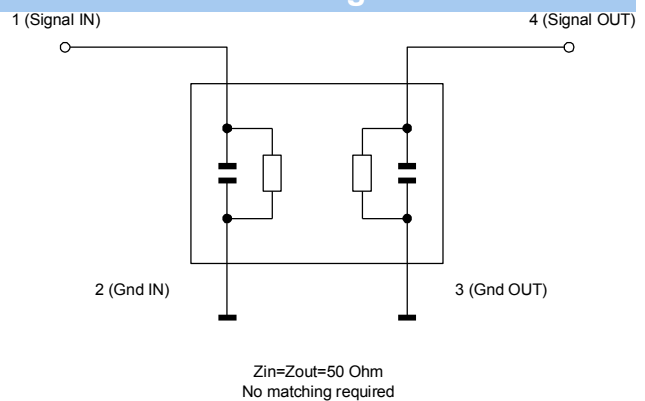 1 (Signal IN)
4 (Signal OUT)
2 (Gnd IN)
3 (Gnd OUT)
Zin=Zout=50 Ohm
No matching required